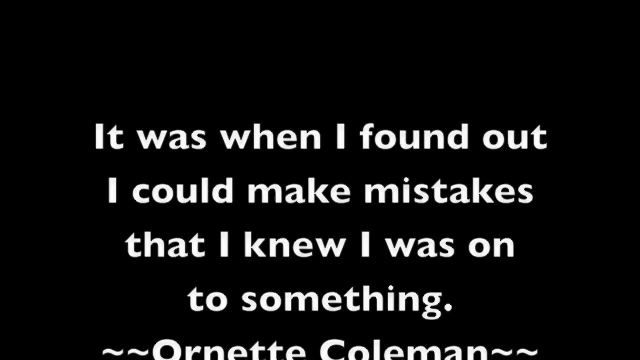 It was when I found out
I could make mistakes
that I knew I was on
to something.
~~Ornette Coleman~~